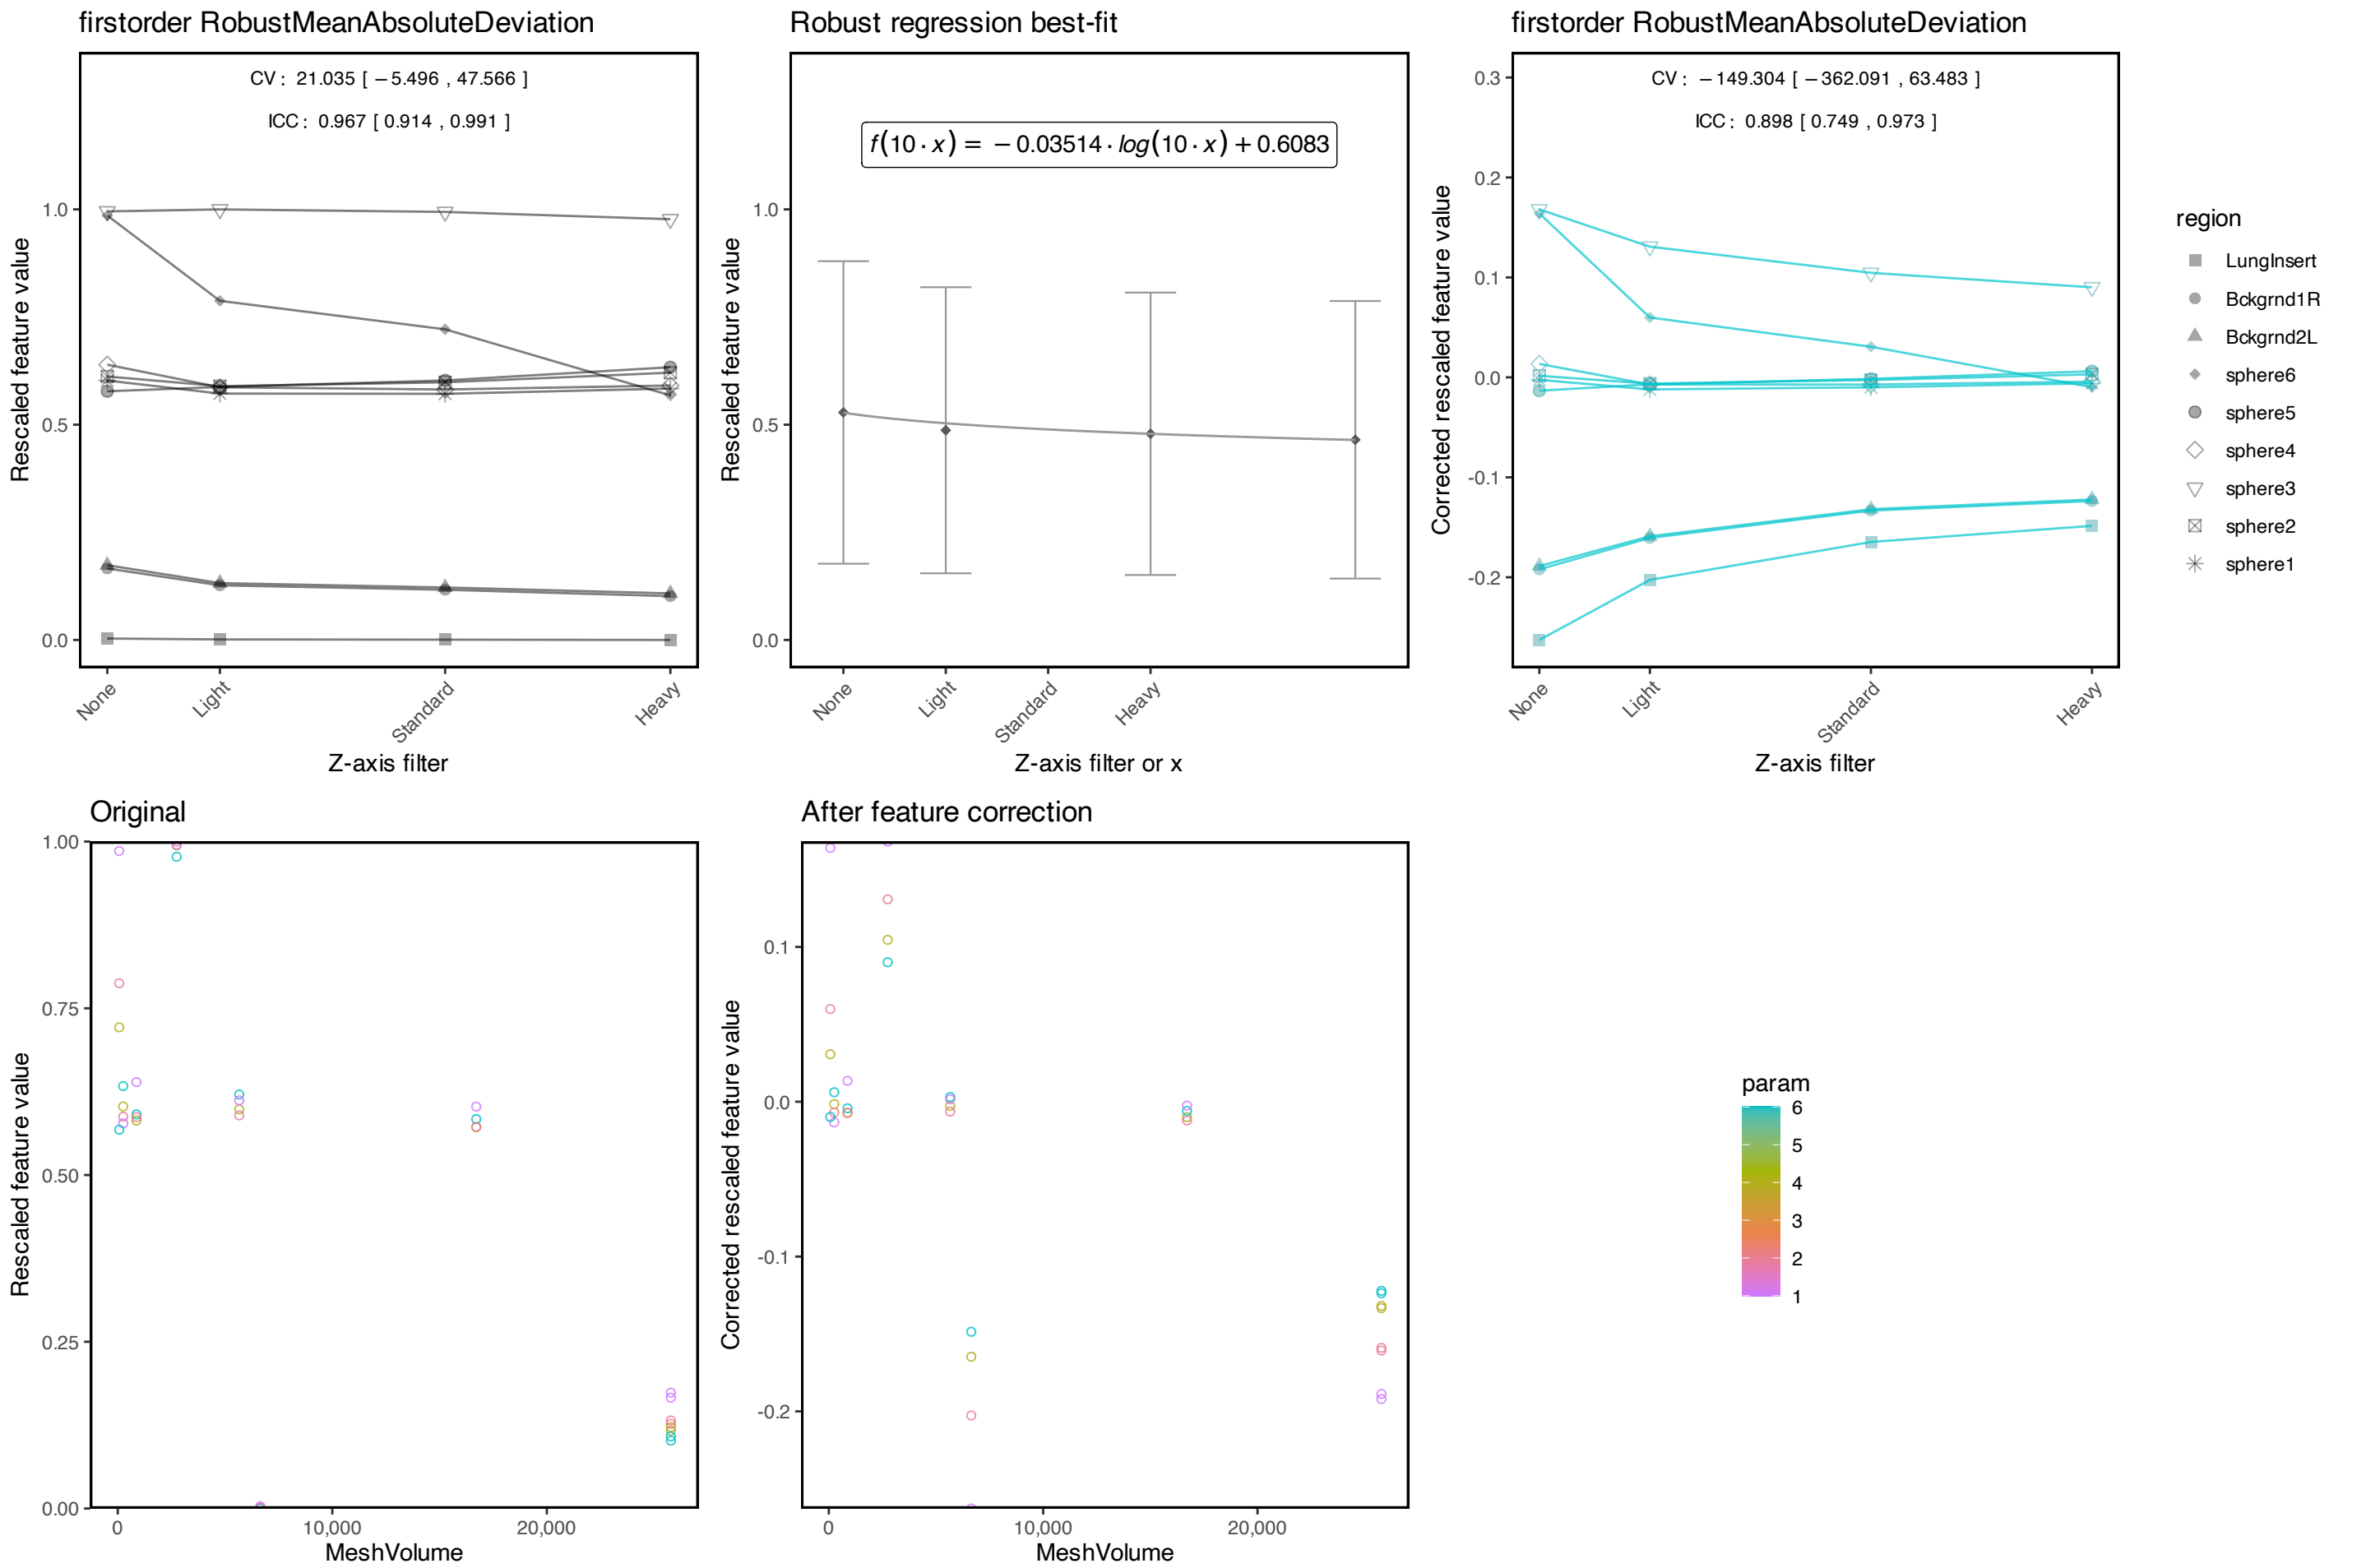 firstorder RobustMeanAbsoluteDeviation
CV : 21.035 [ −5.496 , 47.566 ]
ICC : 0.967 [ 0.914 , 0.991 ]
1.0
0.5
0.0
Rescaled feature value
None
Light
Standard
Heavy
Z-axis filter
Robust regression best-fit
f(10 · x) = −0.03514 · log(10 · x) + 0.6083
1.0
0.5
0.0
Rescaled feature value
None
Light
Standard
Heavy
Z-axis filter or x
firstorder RobustMeanAbsoluteDeviation
CV : −149.304 [ −362.091 , 63.483 ]
ICC : 0.898 [ 0.749 , 0.973 ]
0.3
0.2
0.1
0.0
-0.1
-0.2
Corrected rescaled feature value
None
Light
Standard
Heavy
Z-axis filter
region
LungInsert
Bckgrnd1R
Bckgrnd2L
sphere6
sphere5
sphere4
sphere3
sphere2
sphere1
Original
1.00
0.75
0.50
0.25
0.00
Rescaled feature value
0
10,000
20,000
MeshVolume
After feature correction
0.1
0.0
-0.1
-0.2
Corrected rescaled feature value
0
10,000
20,000
MeshVolume
param
6
5
4
3
2
1